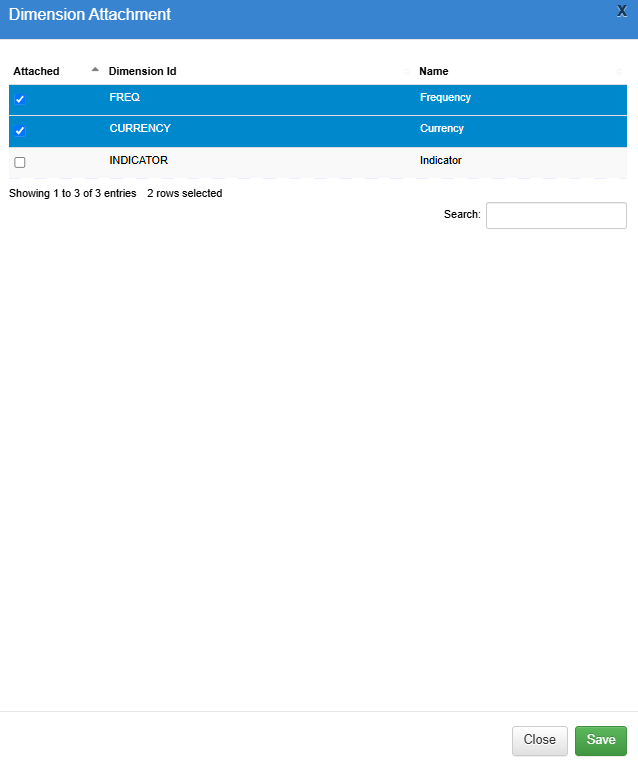 Dimension Attachment X
Attached Dimension Id Name
FREQ Frequency
CURRENCY Currency
INDICATOR Indicator
Showing 1 to 3 of 3 entries 2 rows selected
Search:
Close Save